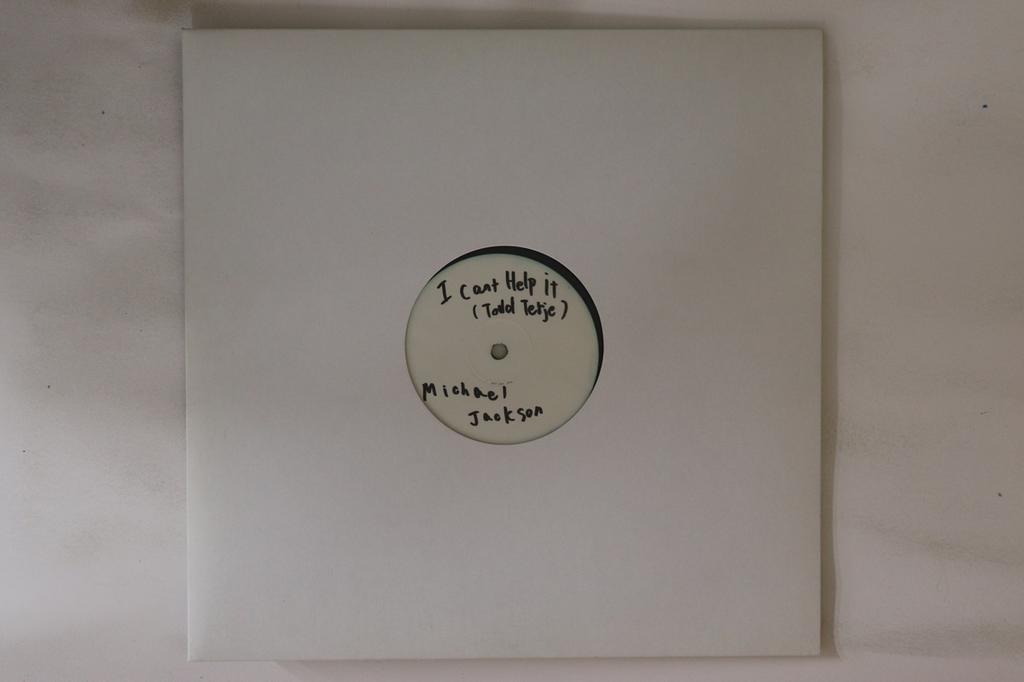 I Cant Help it
(Todd Terje)
Michael
Jackson